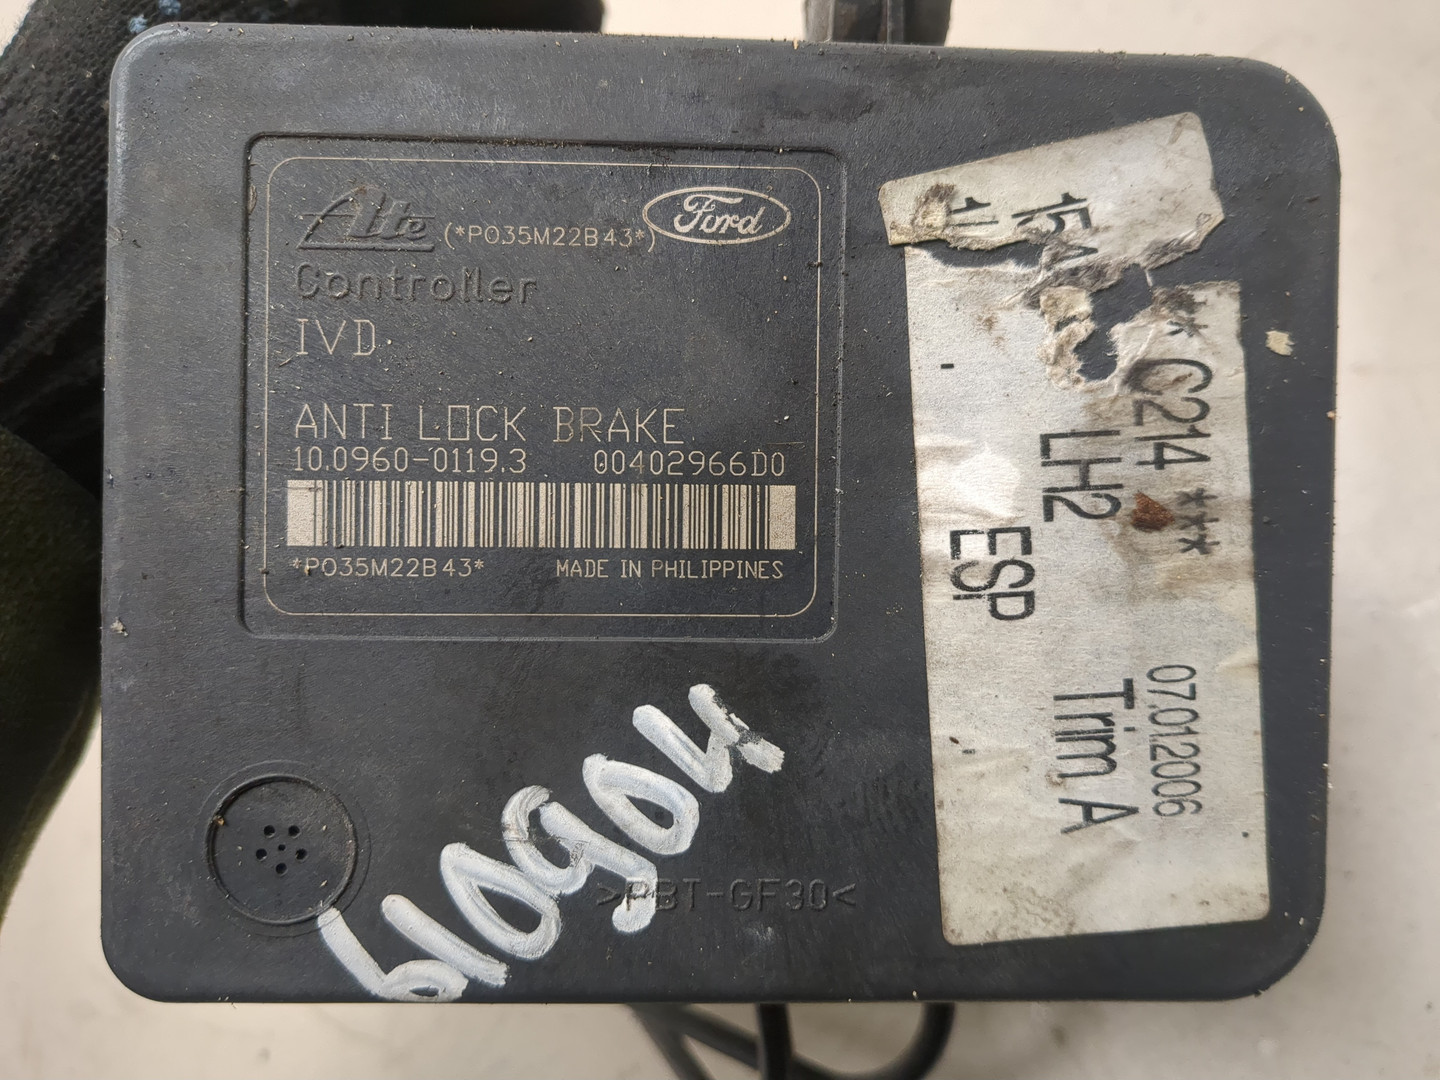 Ate (*P035M22B43*) Ford
Controller
IVD
ANTI LOCK BRAKE
10.0960-0119.3 00402966D0
*P035M22B43*
MADE IN PHILIPPINES
** C214 ***
LH2
ESP
07.01.2006
Trim A
610904
>PBT-GF30<